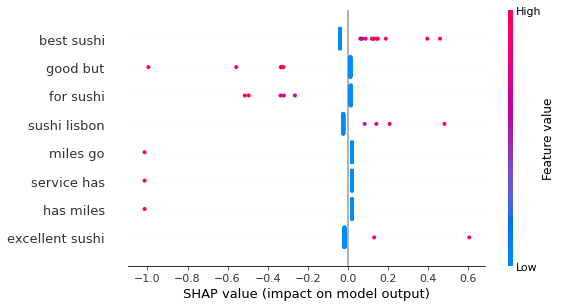 High
best sushi
good but
for sushi
sushi lisbon
miles go
service has
has miles
excellent sushi
Low
Feature value
−1.0 −0.8 −0.6 −0.4 −0.2 0.0 0.2 0.4 0.6
SHAP value (impact on model output)